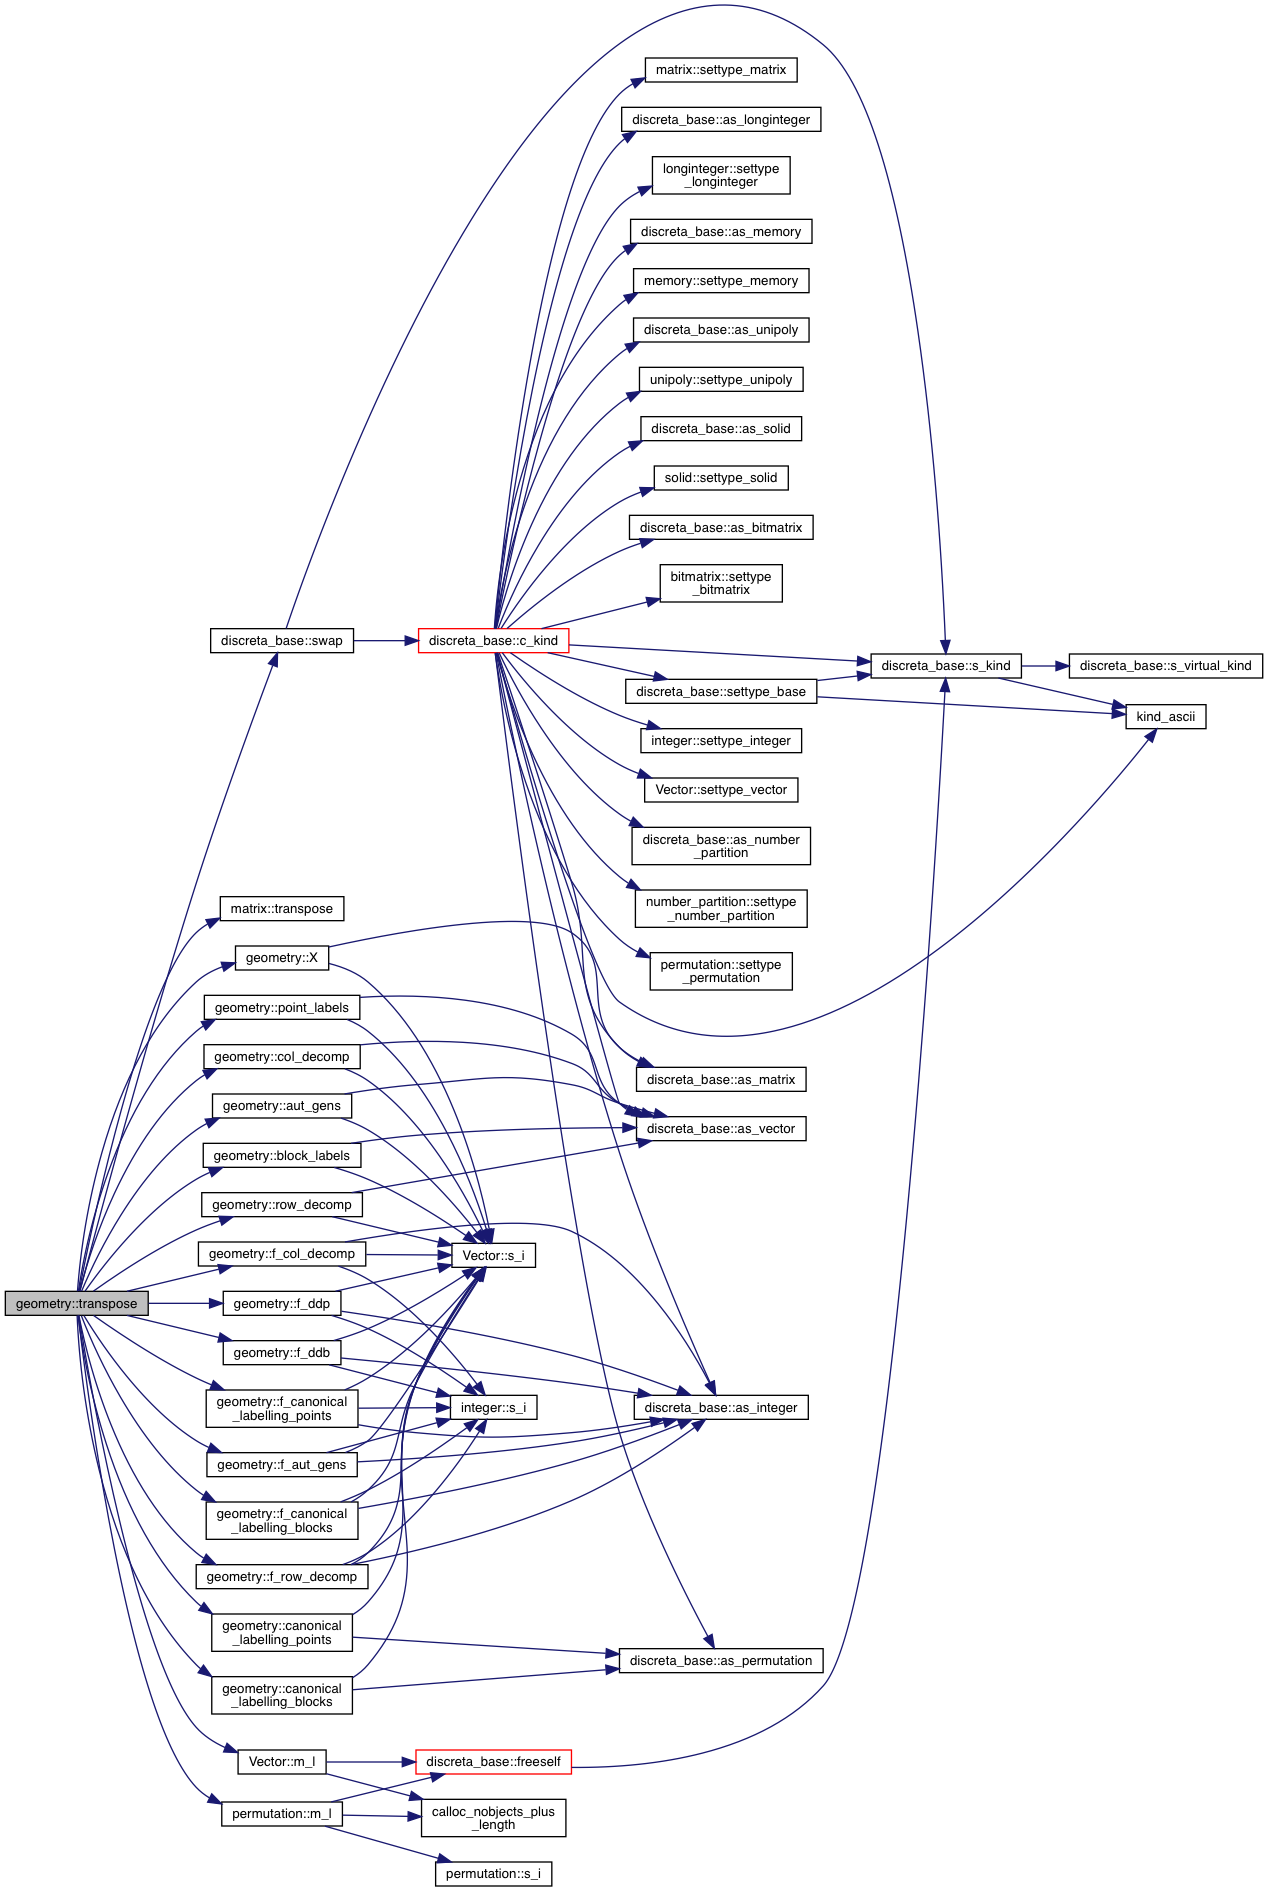 matrix::settype_matrix
discreta_base::as_longinteger
longinteger::settype
_longinteger
discreta_base::as_memory
memory::settype_memory
discreta_base::as_unipoly
unipoly::settype_unipoly
discreta_base::as_solid
solid::settype_solid
discreta_base::as_bitmatrix
bitmatrix::settype
_bitmatrix
discreta_base::swap
discreta_base::c_kind
discreta_base::s_kind
discreta_base::s_virtual_kind
discreta_base::settype_base
kind_ascii
integer::settype_integer
Vector::settype_vector
discreta_base::as_number
_partition
number_partition::settype
_number_partition
matrix::transpose
geometry::X
permutation::settype
_permutation
geometry::point_labels
geometry::col_decomp
discreta_base::as_matrix
geometry::aut_gens
discreta_base::as_vector
geometry::block_labels
geometry::row_decomp
geometry::f_col_decomp
Vector::s_i
geometry::transpose
geometry::f_ddp
geometry::f_ddb
geometry::f_canonical
_labelling_points
integer::s_i
discreta_base::as_integer
geometry::f_aut_gens
geometry::f_canonical
_labelling_blocks
geometry::f_row_decomp
geometry::canonical
_labelling_points
discreta_base::as_permutation
geometry::canonical
_labelling_blocks
Vector::m_l
discreta_base::freeself
permutation::m_l
calloc_nobjects_plus
_length
permutation::s_i